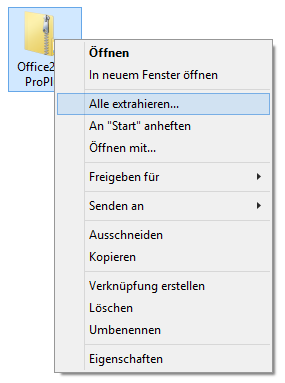 Office2
ProPl
Öffnen
In neuem Fenster öffnen
Alle extrahieren...
An "Start" anheften
Öffnen mit...
Freigeben für
Senden an
Ausschneiden
Kopieren
Verknüpfung erstellen
Löschen
Umbenennen
Eigenschaften